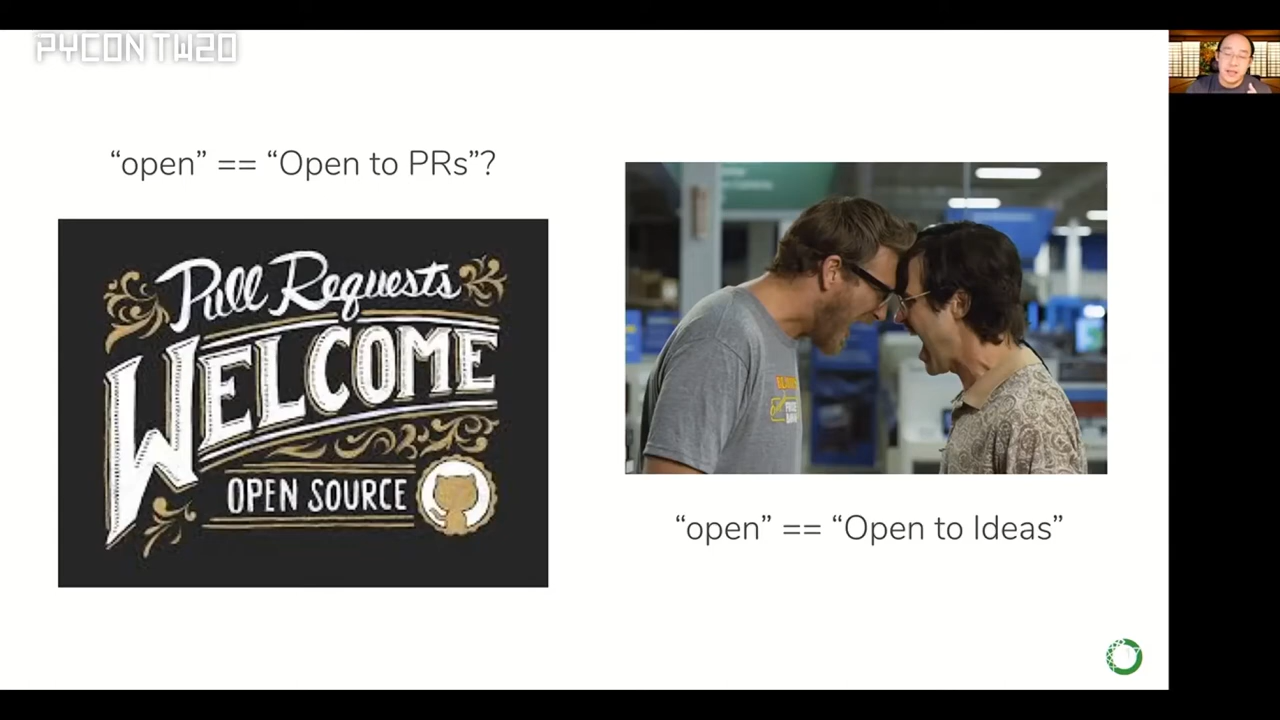 PYCON TW20
“open” == “Open to PRs”?
Pull Requests
WELCOME
OPEN SOURCE
“open” == “Open to Ideas”